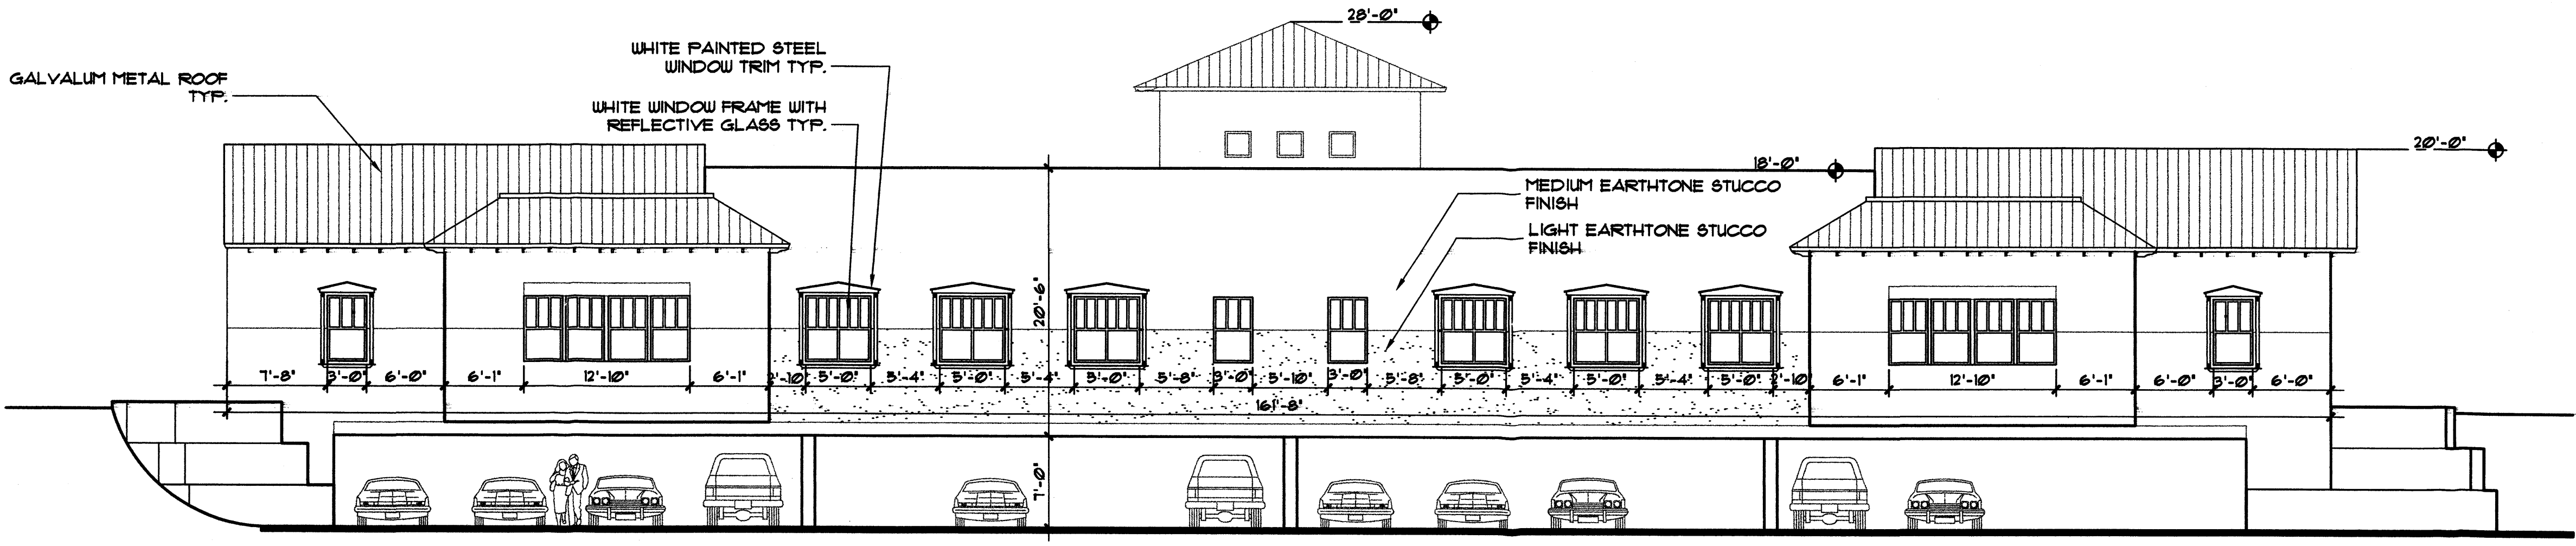 28'-0"
WHITE PAINTED STEEL
WINDOW TRIM TYP.
GALVALUM METAL ROOF
TYP.
WHITE WINDOW FRAME WITH
REFLECTIVE GLASS TYP.
20'-0"
18'-0"
MEDIUM EARTHTONE STUCCO
FINISH
LIGHT EARTHTONE STUCCO
FINISH
20'-6"
7'-8" 3'-0" 6'-0" 6'-1" 12'-10" 6'-1" 2'-10" 5'-0" 5'-4" 5'-0" 5'-4" 5'-0" 5'-8" 3'-0" 5'-10" 3'-0" 5'-8" 5'-0" 5'-4" 5'-0" 5'-4" 5'-0" 2'-10" 6'-1" 12'-10" 6'-1" 6'-0" 3'-0" 6'-0"
161'-8"
7'-0"